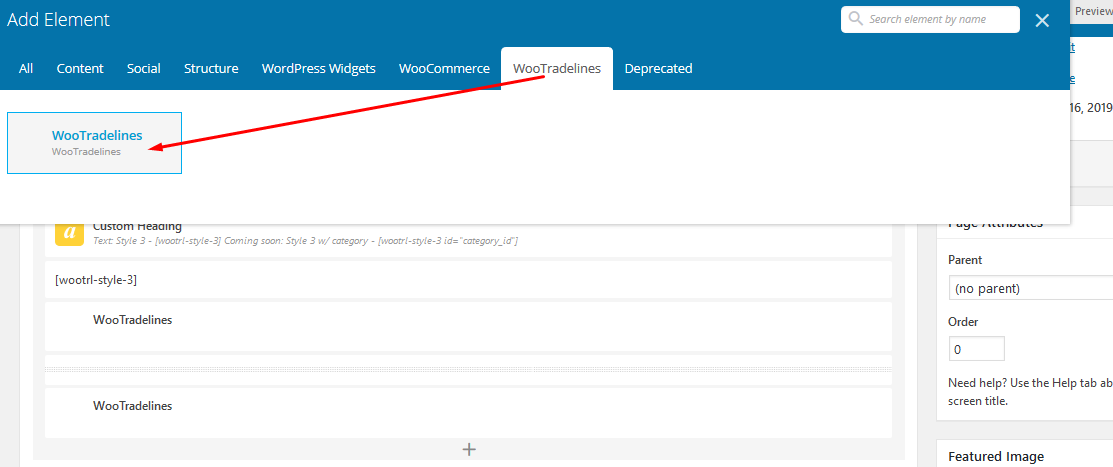 Add Element
Search element by name
Preview
All Content Social Structure WordPress Widgets WooCommerce WooTradelines Deprecated
WooTradelines
WooTradelines
16, 2019
a
Custom Heading
Text: Style 3 - [wootrl-style-3] Coming soon: Style 3 w/ category - [wootrl-style-3 id="category_id"]
[wootrl-style-3]
WooTradelines
WooTradelines
Page Attributes
Parent
(no parent)
Order
0
Need help? Use the Help tab ab
screen title.
Featured Image